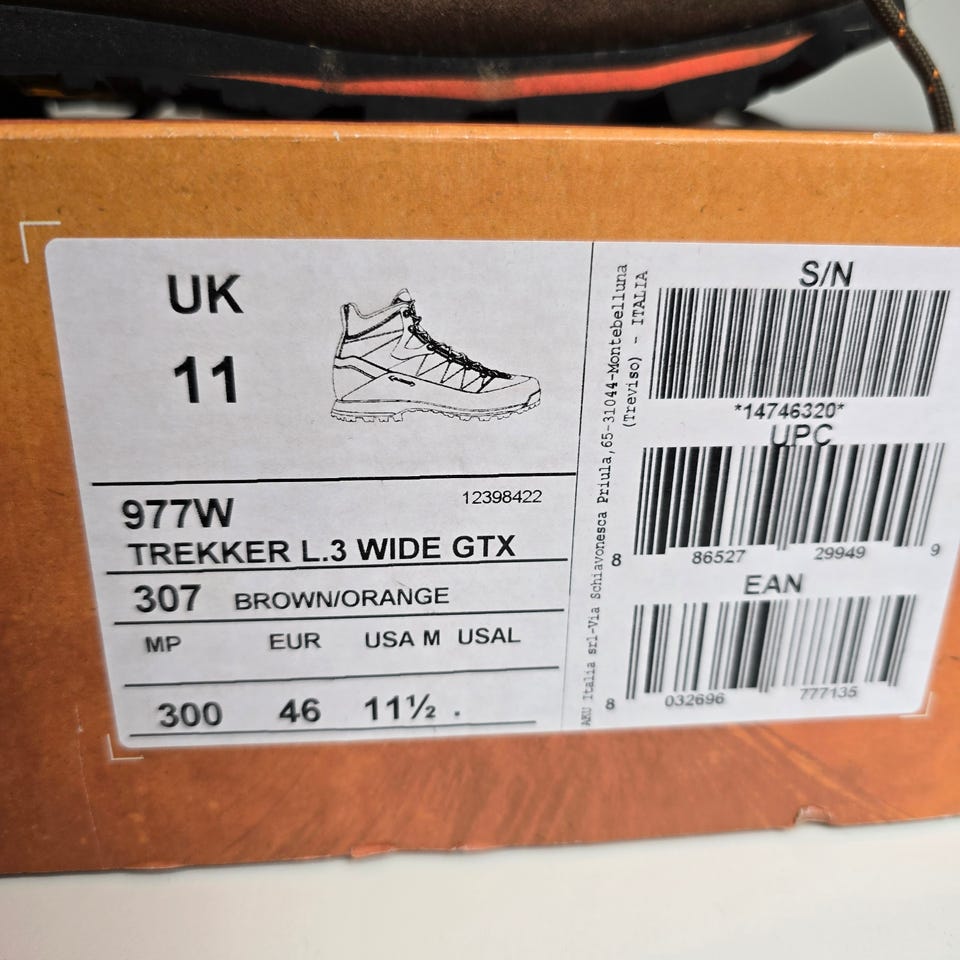 UK
11
977W
12398422
TREKKER L.3 WIDE GTX
307 BROWN/ORANGE
MP EUR USA M USAL
300 46 11½ .
AKU Italia srl-Via Schiavonesca Priula,65-31044-Montebelluna
(Treviso) - ITALIA
S/N
*14746320*
UPC
8 86527 29949 9
EAN
8 032696 777135